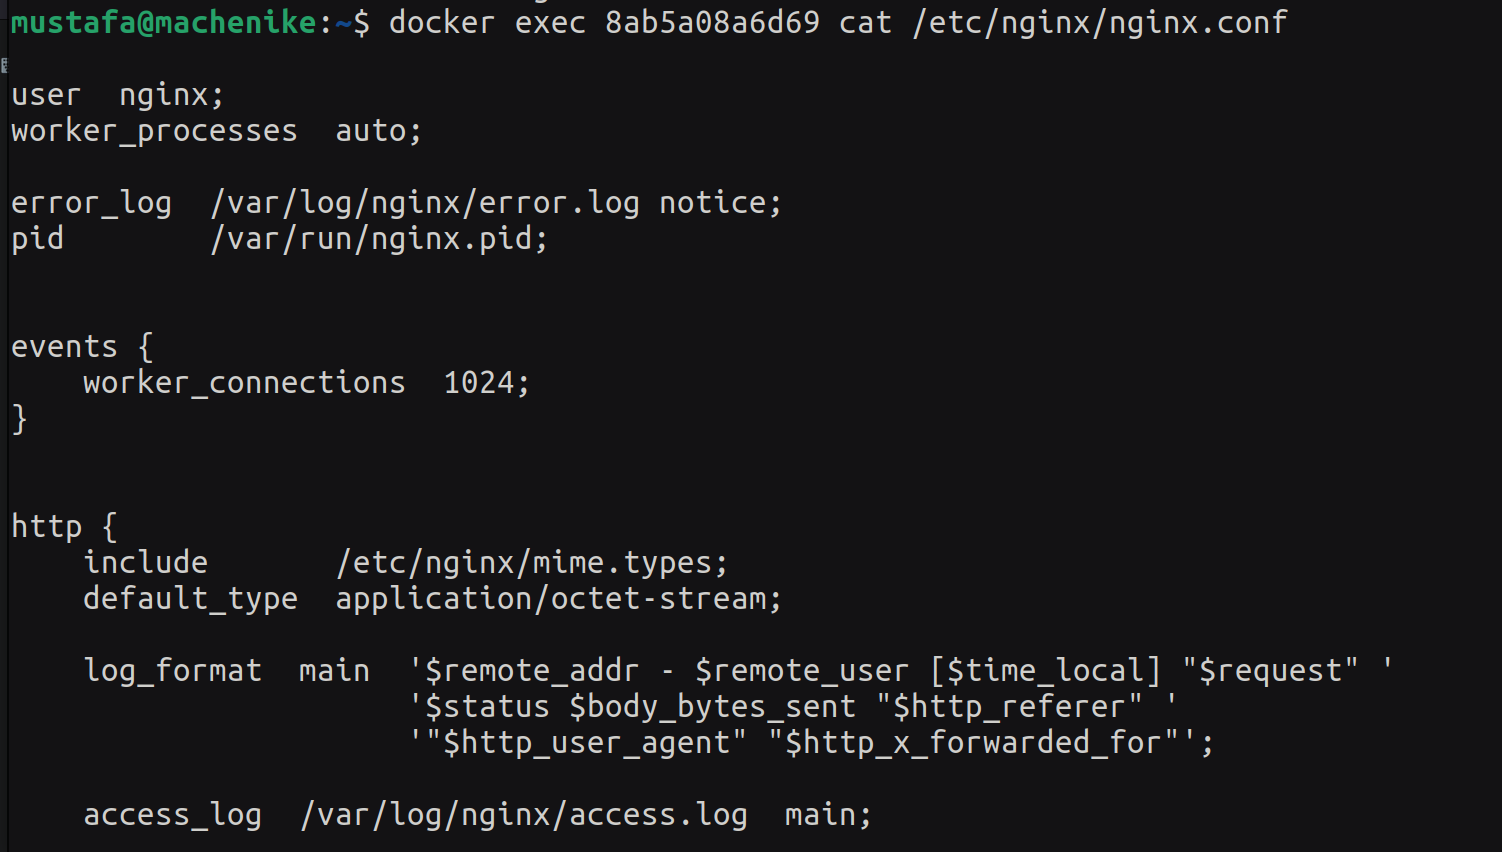 mustafa@machenike:~$ docker exec 8ab5a08a6d69 cat /etc/nginx/nginx.conf

user  nginx;
worker_processes  auto;

error_log  /var/log/nginx/error.log notice;
pid        /var/run/nginx.pid;


events {
    worker_connections  1024;
}


http {
    include       /etc/nginx/mime.types;
    default_type  application/octet-stream;

    log_format  main  '$remote_addr - $remote_user [$time_local] "$request" '
                      '$status $body_bytes_sent "$http_referer" '
                      '"$http_user_agent" "$http_x_forwarded_for"';

    access_log  /var/log/nginx/access.log  main;